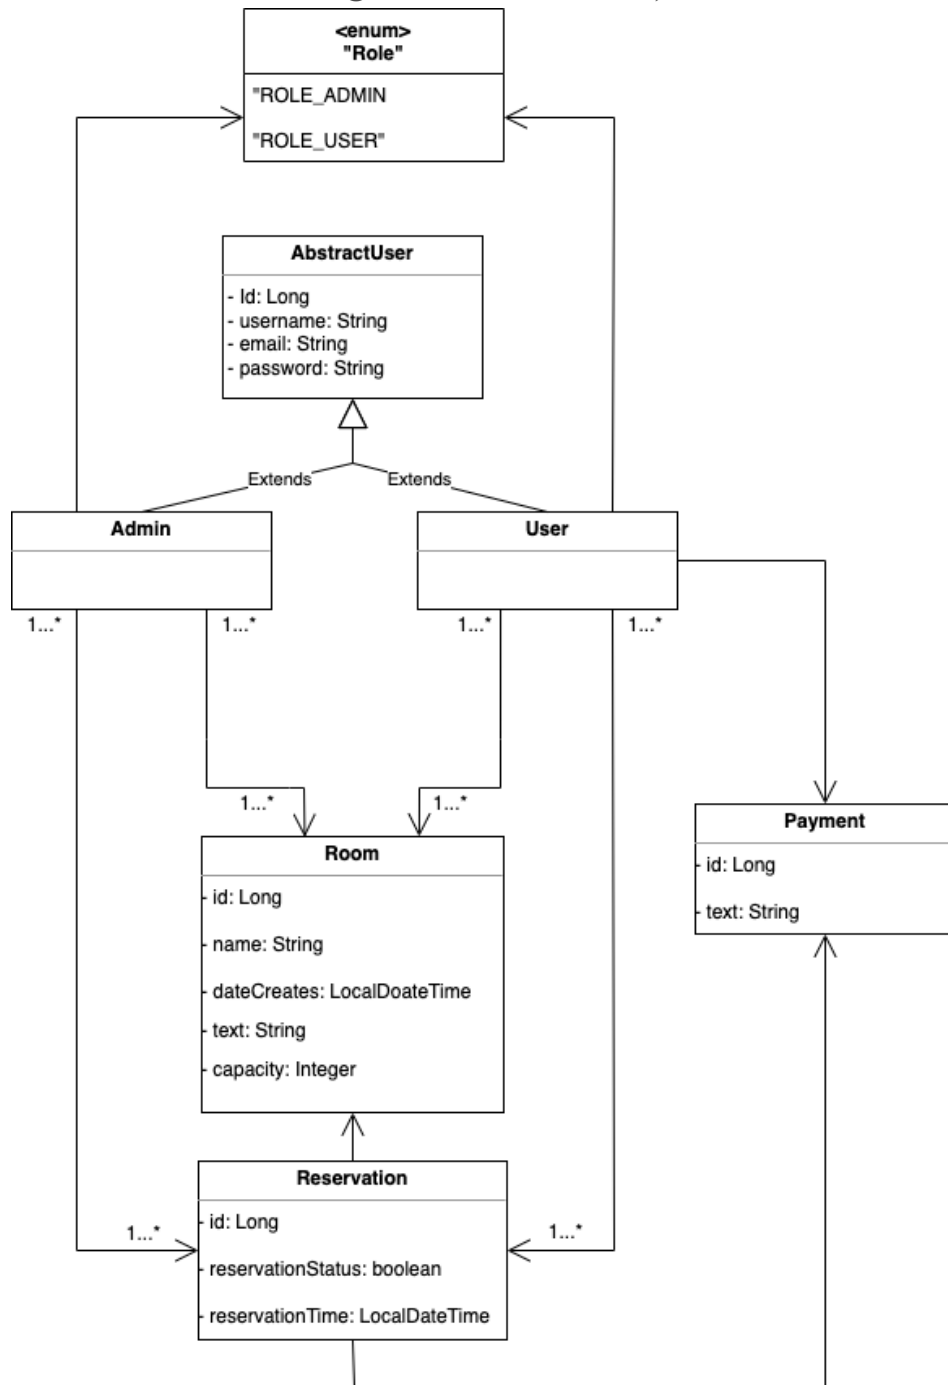 <enum>
"Role"
"ROLE_ADMIN
"ROLE_USER"
AbstractUser
- Id: Long
- username: String
- email: String
- password: String
Extends
Extends
Admin
User
1...*
1...*
1...*
1...*
1...*
1...*
Payment
- id: Long
- text: String
Room
- id: Long
- name: String
- dateCreates: LocalDoateTime
- text: String
- capacity: Integer
Reservation
- id: Long
- reservationStatus: boolean
- reservationTime: LocalDateTime
1...*
1...*